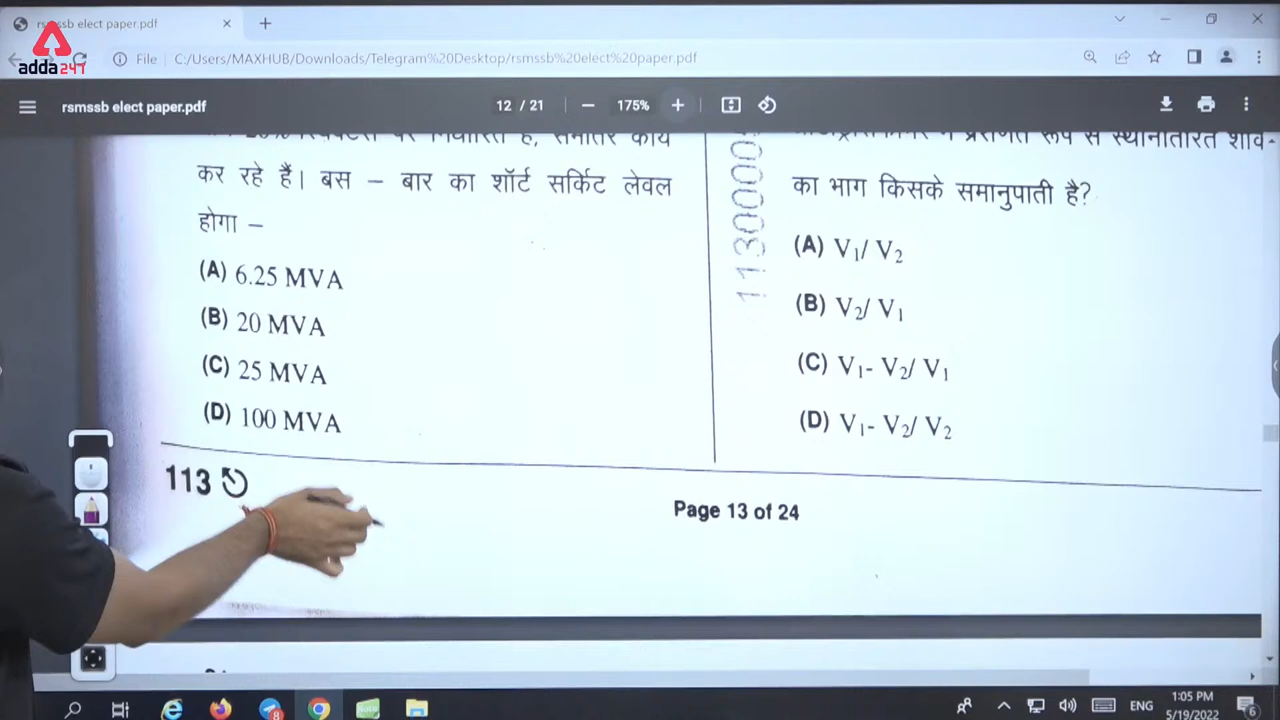 rsmssb elect paper.pdf
adda247
File
C:/Users/MAXHUB/Downloads/Telegram%20Desktop/rsmssb%20elect%20paper.pdf
rsmssb elect paper.pdf
12 / 21
175%
कर रहे हैं। बस – बार का शॉर्ट सर्किट लेवल
होगा –
(A) 6.25 MVA
(B) 20 MVA
(C) 25 MVA
(D) 100 MVA
1130000
का भाग किसके समानुपाती है?
(A) V1/ V2
(B) V2/ V1
(C) V1- V2/ V1
(D) V1- V2/ V2
113
Page 13 of 24
ENG
1:05 PM
5/19/2022